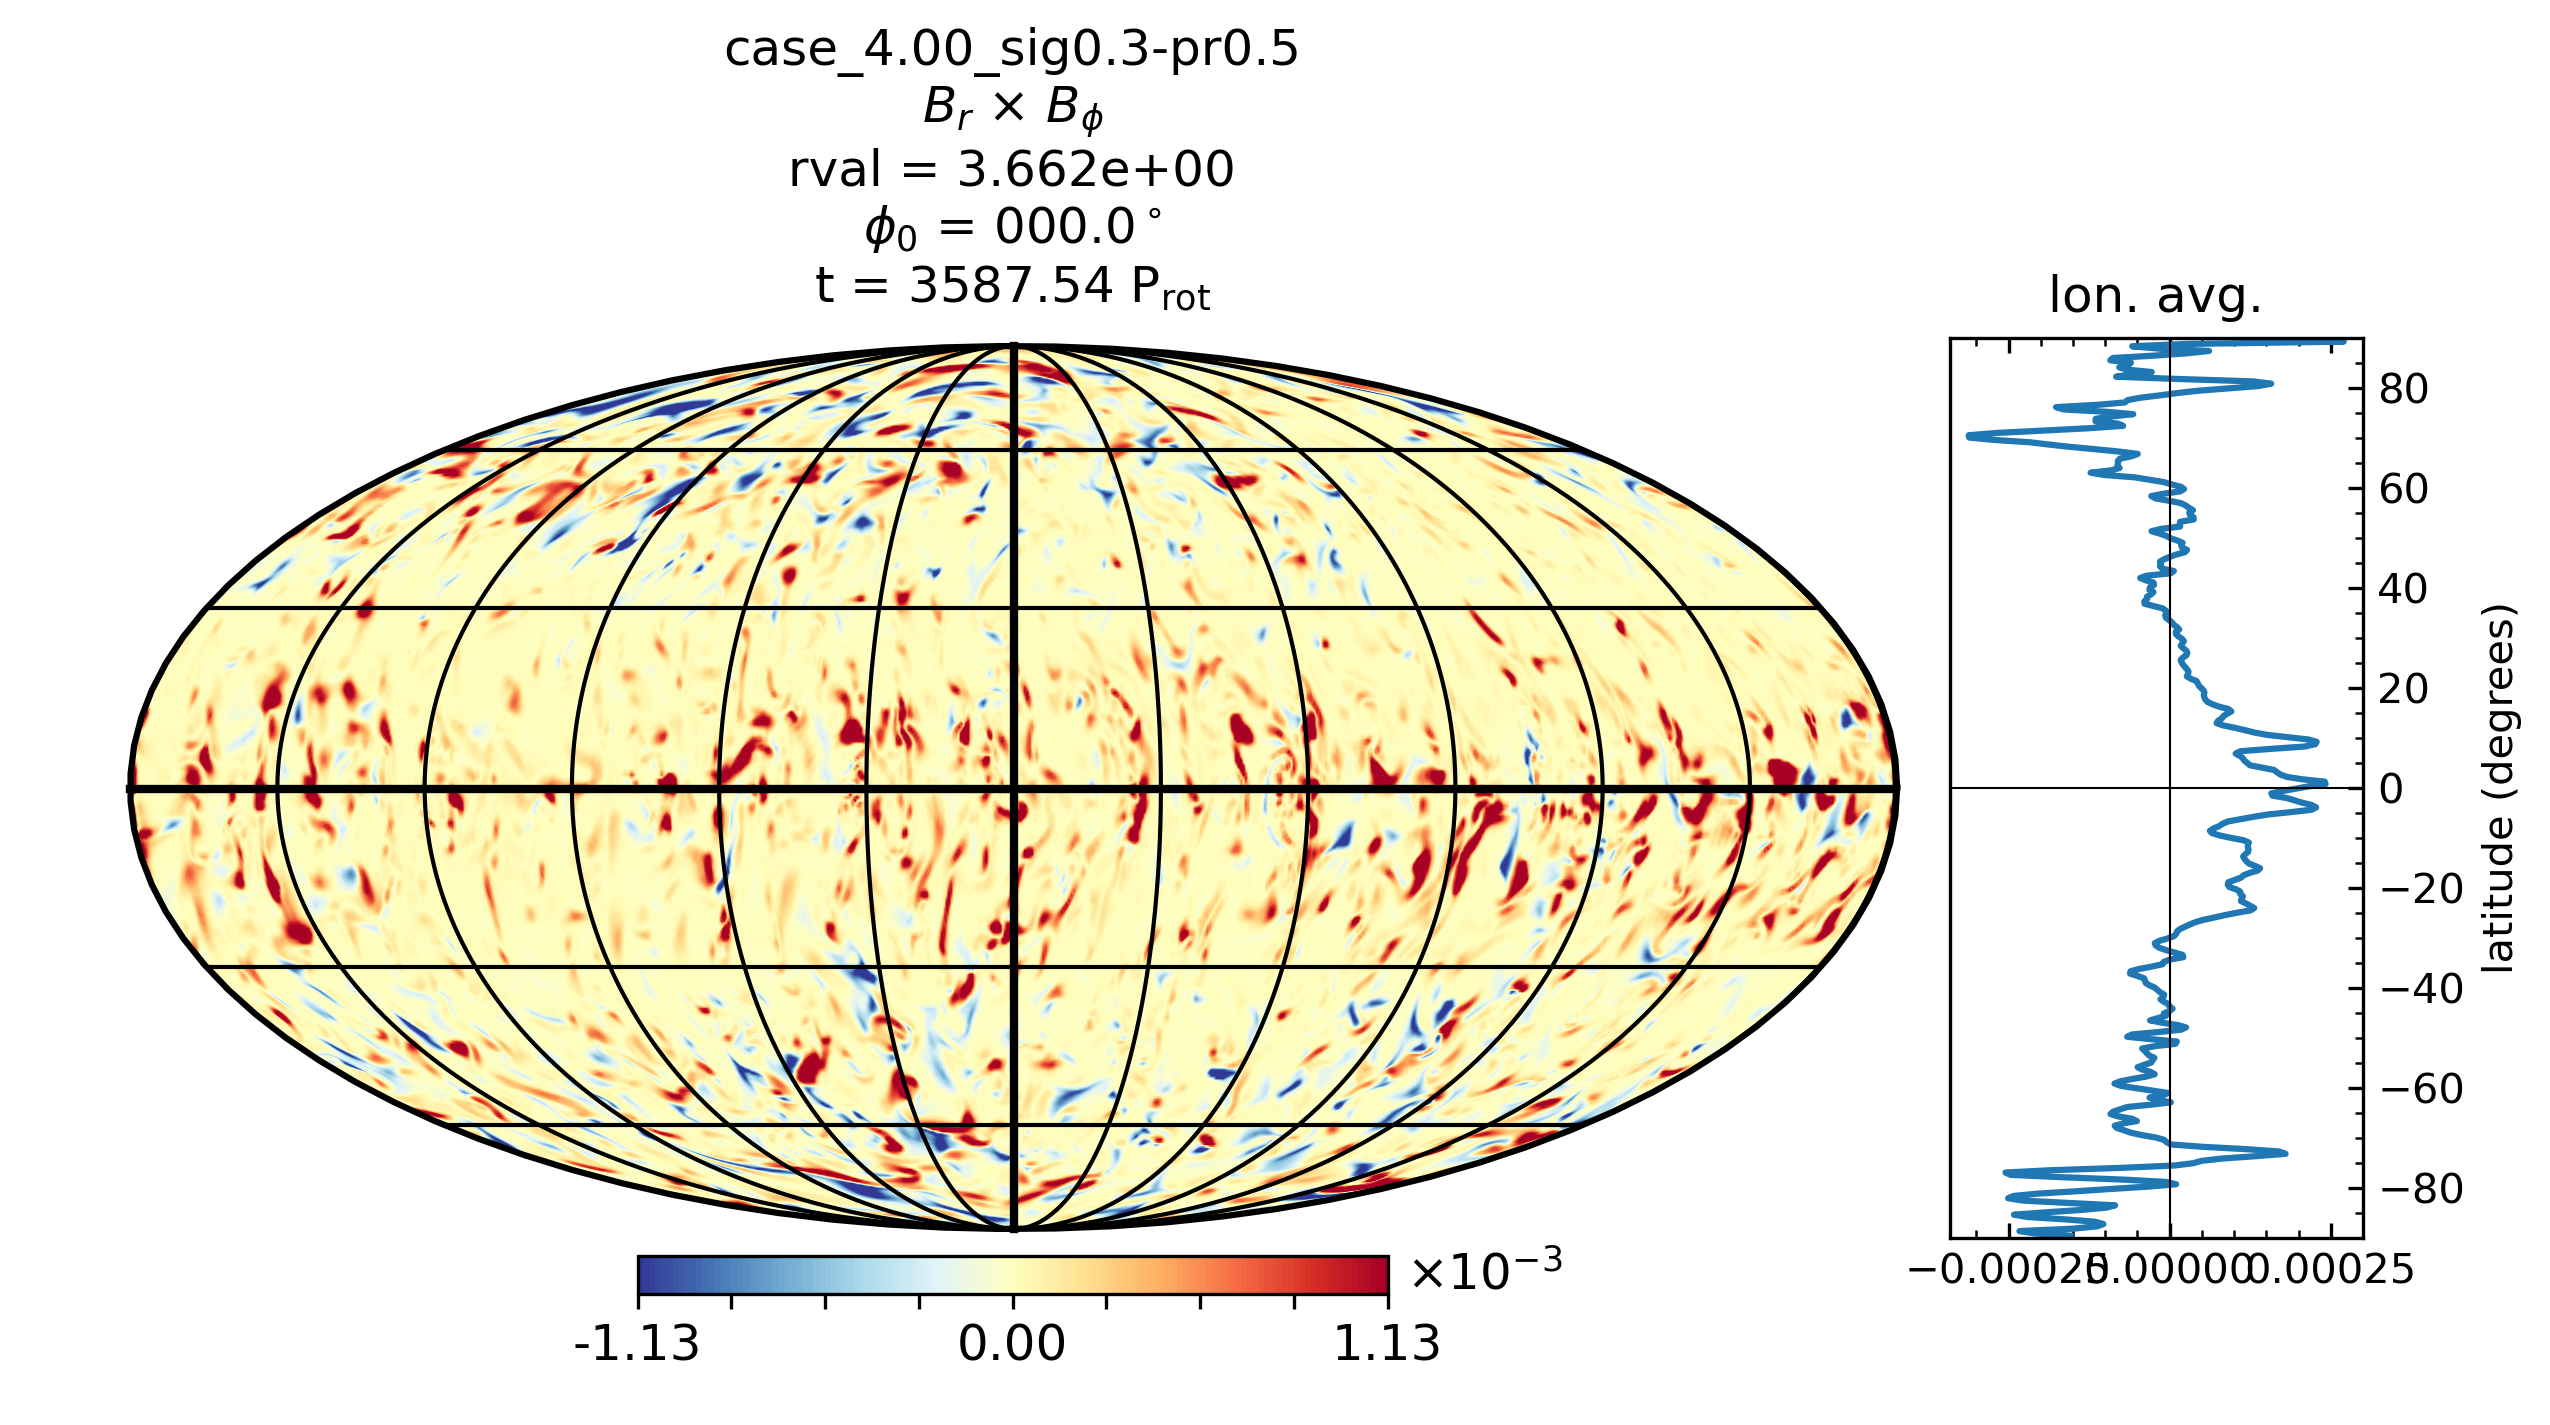 case_4.00_sig0.3-pr0.5
B_r × B_ϕ
rval = 3.662e+00
ϕ_0 = 000.0°
t = 3587.54 P_rot
lon. avg.
80
60
40
20
0
−20
−40
−60
−80
latitude (degrees)
−0.00025 0.00000 0.00025
×10^−3
-1.13 0.00 1.13